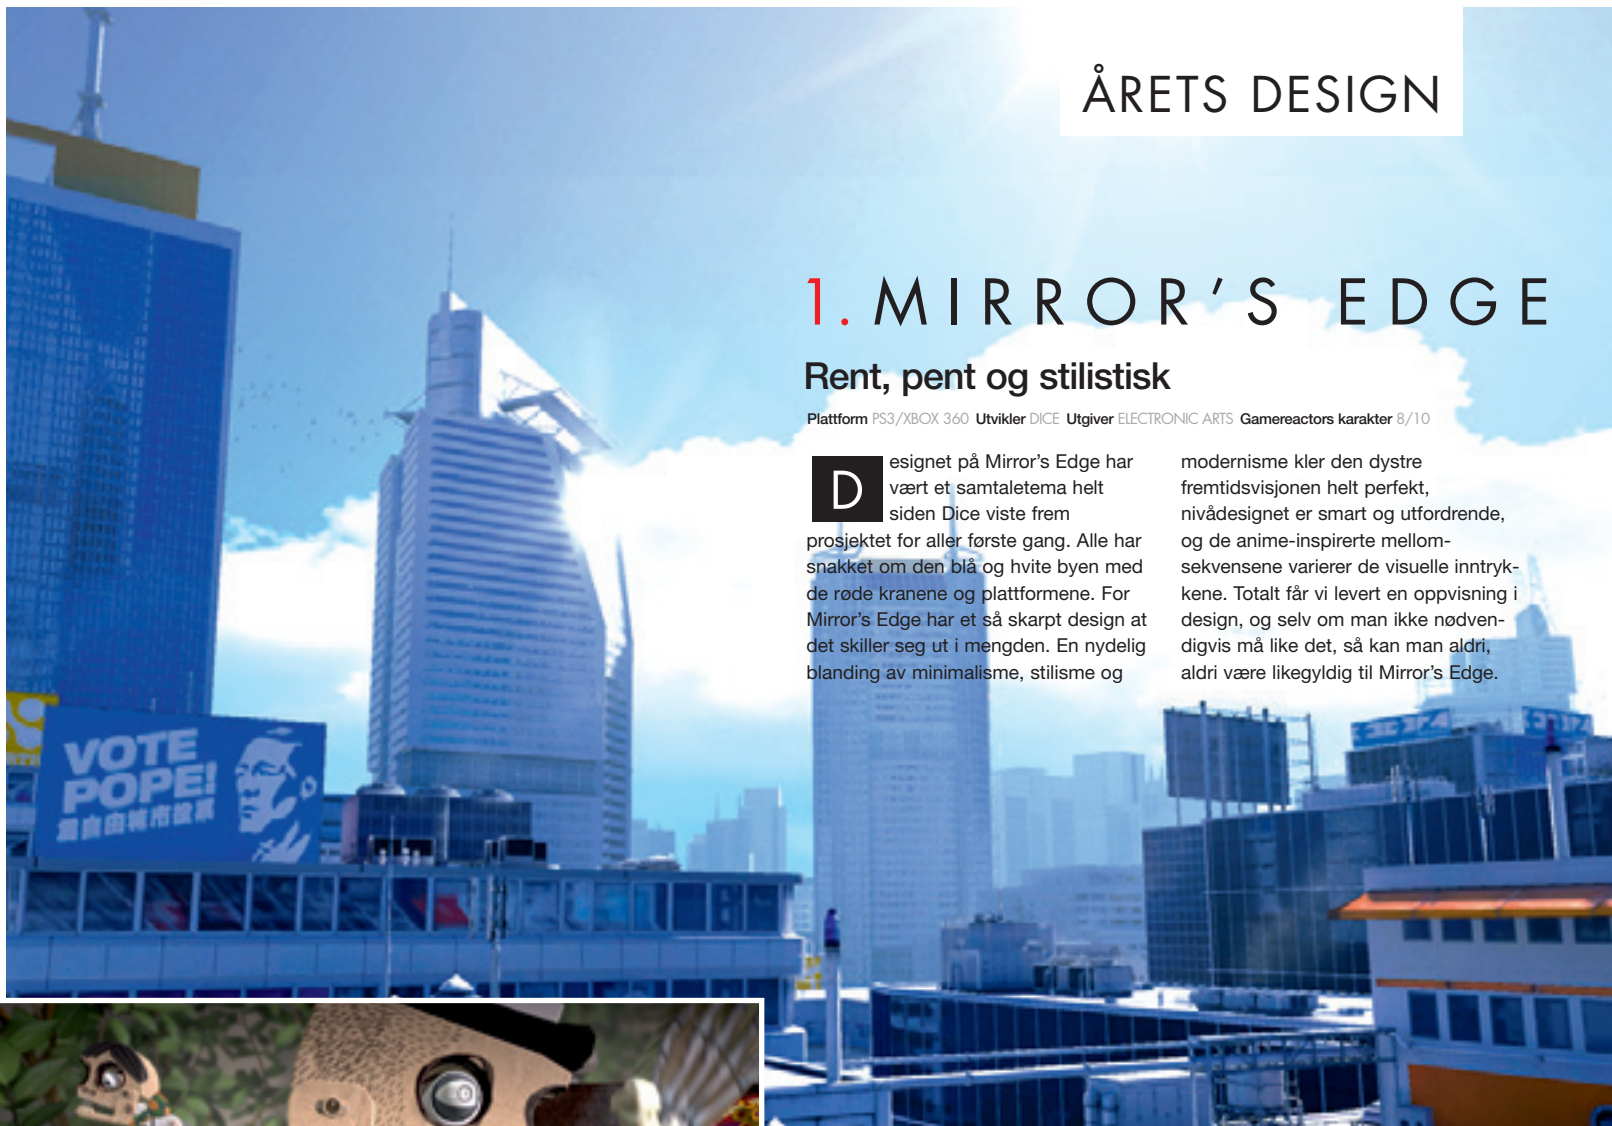 ÅRETS DESIGN
1. MIRROR’S EDGE
Rent, pent og stilistisk
Plattform PS3/XBOX 360 Utvikler DICE Utgiver ELECTRONIC ARTS Gamereactors karakter 8/10
Designet på Mirror’s Edge har
vært et samtaletema helt
siden Dice viste frem
prosjektet for aller første gang. Alle har
snakket om den blå og hvite byen med
de røde kranene og plattformene. For
Mirror’s Edge har et så skarpt design at
det skiller seg ut i mengden. En nydelig
blanding av minimalisme, stilisme og
modernisme kler den dystre
fremtidsvisjonen helt perfekt,
nivådesignet er smart og utfordrende,
og de anime-inspirerte mellom-
sekvensene varierer de visuelle inntryk-
kene. Totalt får vi levert en oppvisning i
design, og selv om man ikke nødven-
digvis må like det, så kan man aldri,
aldri være likegyldig til Mirror’s Edge.
VOTE
POPE!